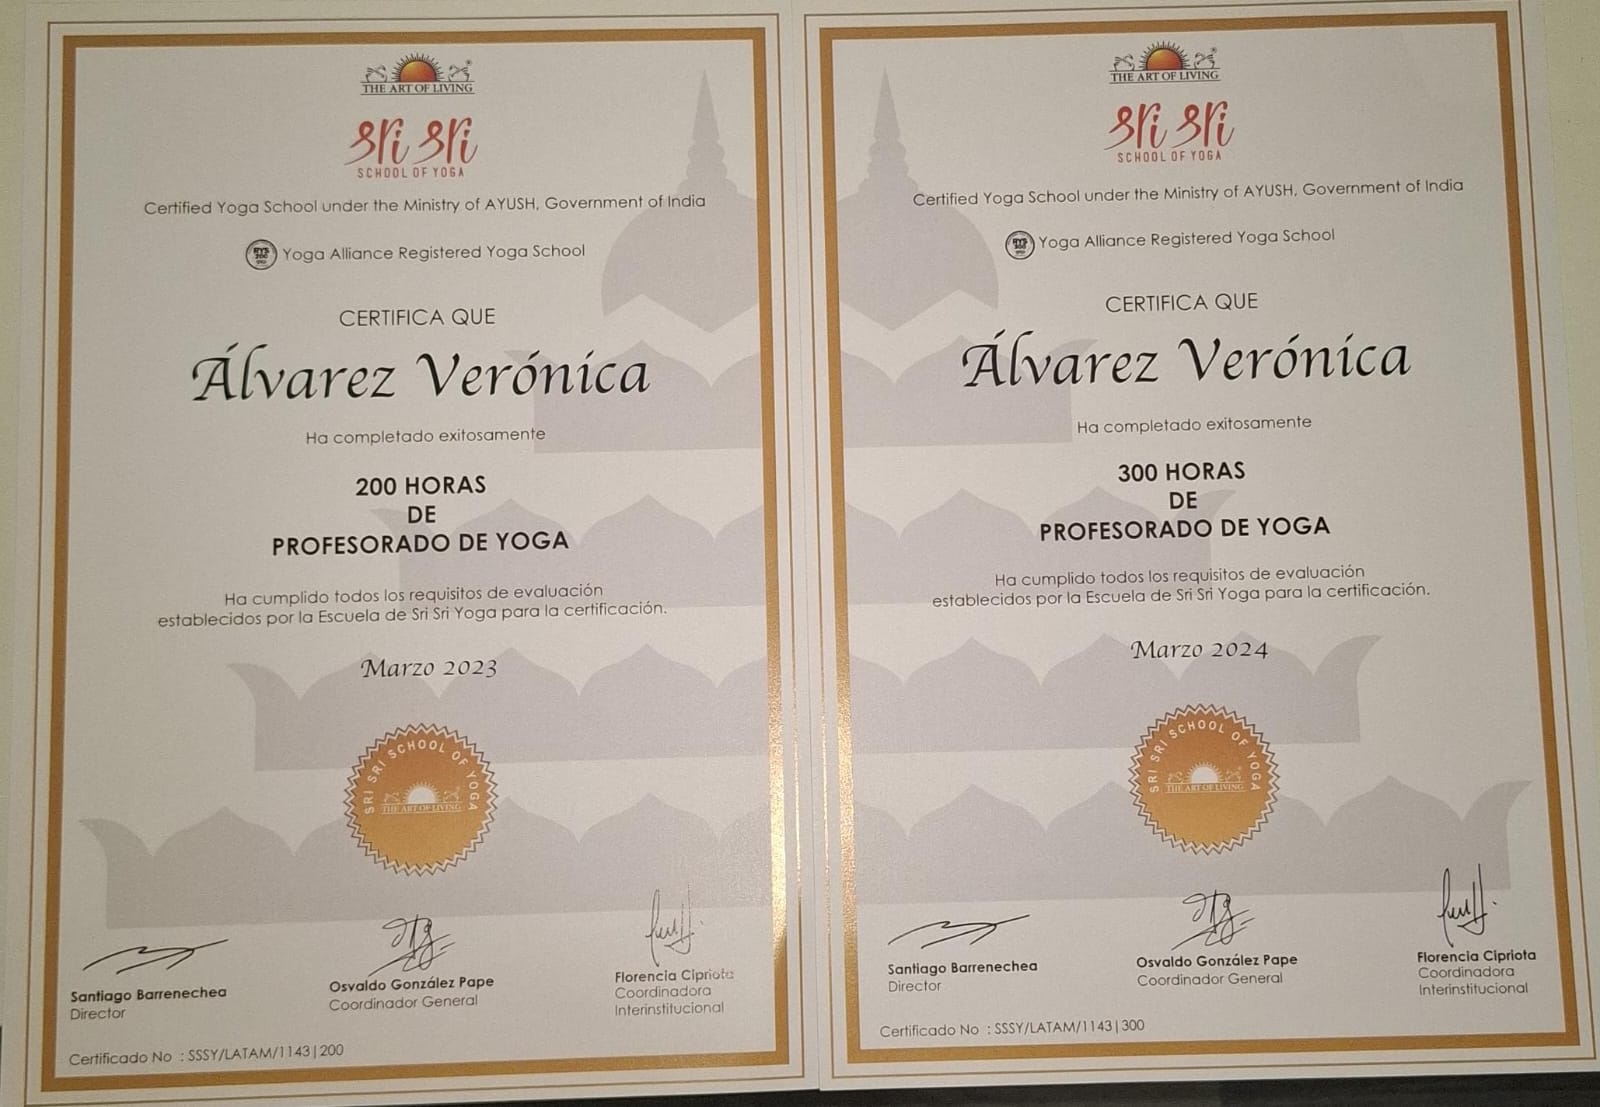 THE ART OF LIVING
Sri Sri
SCHOOL OF YOGA
Certified Yoga School under the Ministry of AYUSH, Government of India
RYS
200
Yoga Alliance Registered Yoga School
CERTIFICA QUE
Álvarez Verónica
Ha completado exitosamente
200 HORAS
DE
PROFESORADO DE YOGA
Ha cumplido todos los requisitos de evaluación
establecidos por la Escuela de Sri Sri Yoga para la certificación.
Marzo 2023
SRI SRI SCHOOL OF YOGA
THE ART OF LIVING
Santiago Barrenechea
Director
Osvaldo González Pape
Coordinador General
Florencia Cipriota
Coordinadora
Interinstitucional
Certificado No : SSSY/LATAM/1143|200
THE ART OF LIVING
Sri Sri
SCHOOL OF YOGA
Certified Yoga School under the Ministry of AYUSH, Government of India
RYS
Yoga Alliance Registered Yoga School
CERTIFICA QUE
Álvarez Verónica
Ha completado exitosamente
300 HORAS
DE
PROFESORADO DE YOGA
Ha cumplido todos los requisitos de evaluación
establecidos por la Escuela de Sri Sri Yoga para la certificación.
Marzo 2024
SRI SRI SCHOOL OF YOGA
THE ART OF LIVING
Santiago Barrenechea
Director
Osvaldo González Pape
Coordinador General
Florencia Cipriota
Coordinadora
Interinstitucional
Certificado No : SSSY/LATAM/1143|300